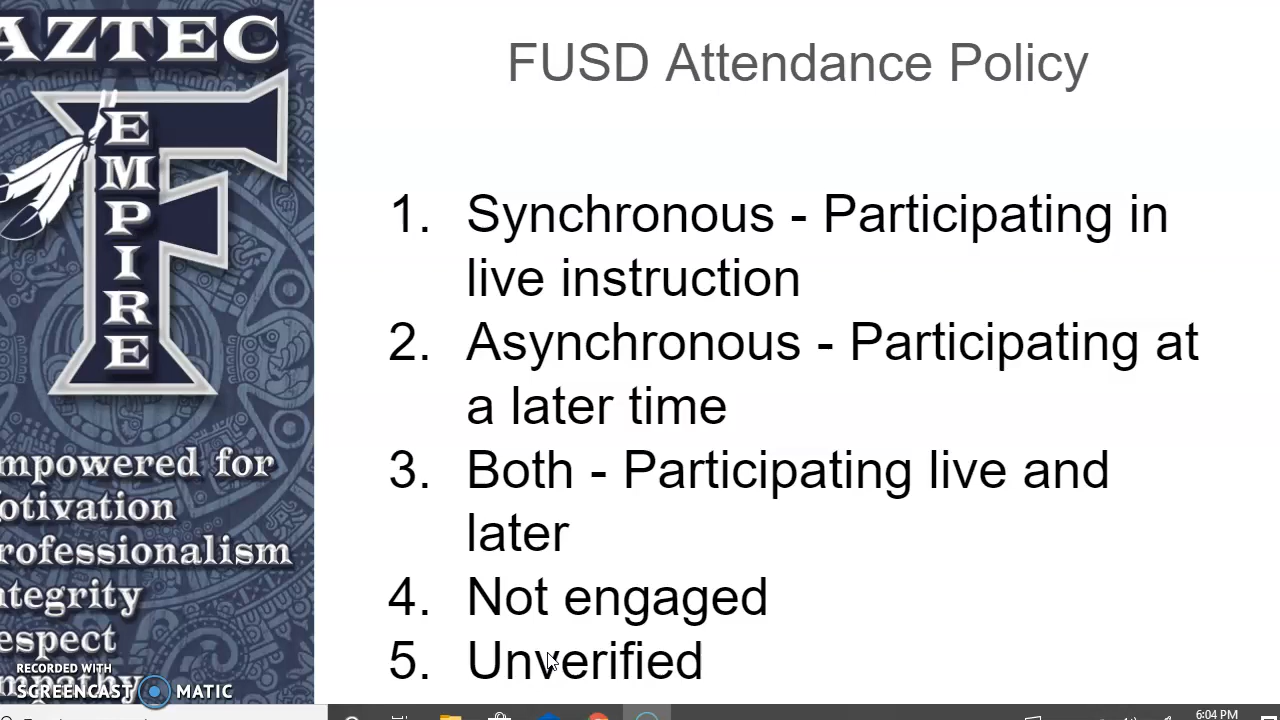 AZTEC
EMPIRE
mpowered for
otivation
rofessionalism
ntegrity
espect
mpathy
RECORDED WITH
SCREENCAST MATIC
FUSD Attendance Policy
1. Synchronous - Participating in
live instruction
2. Asynchronous - Participating at
a later time
3. Both - Participating live and
later
4. Not engaged
5. Unverified
6:04 PM